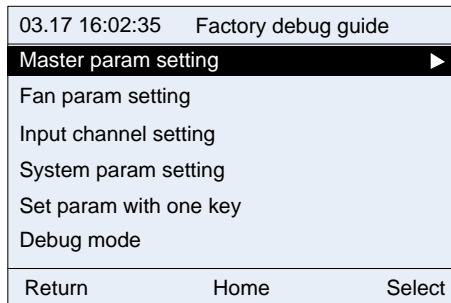 03.17 16:02:35 Factory debug guide
Master param setting
Fan param setting
Input channel setting
System param setting
Set param with one key
Debug mode
Return Home Select